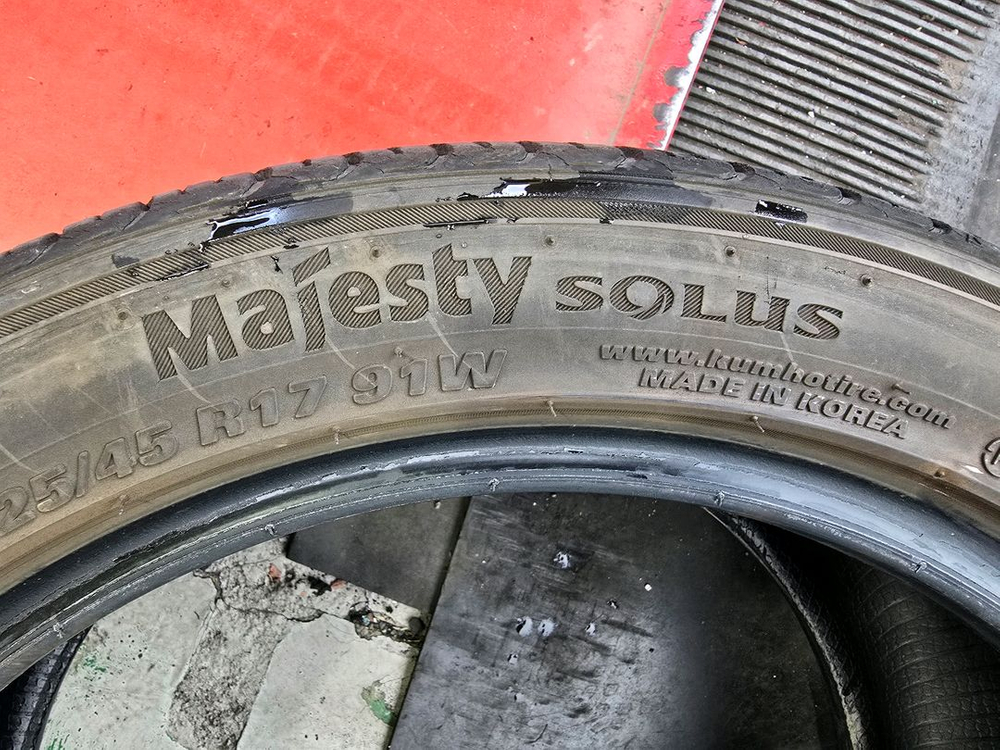 Majesty SOLUS
25/45 R17 91W
www.kumhotire.com
MADE IN KOREA